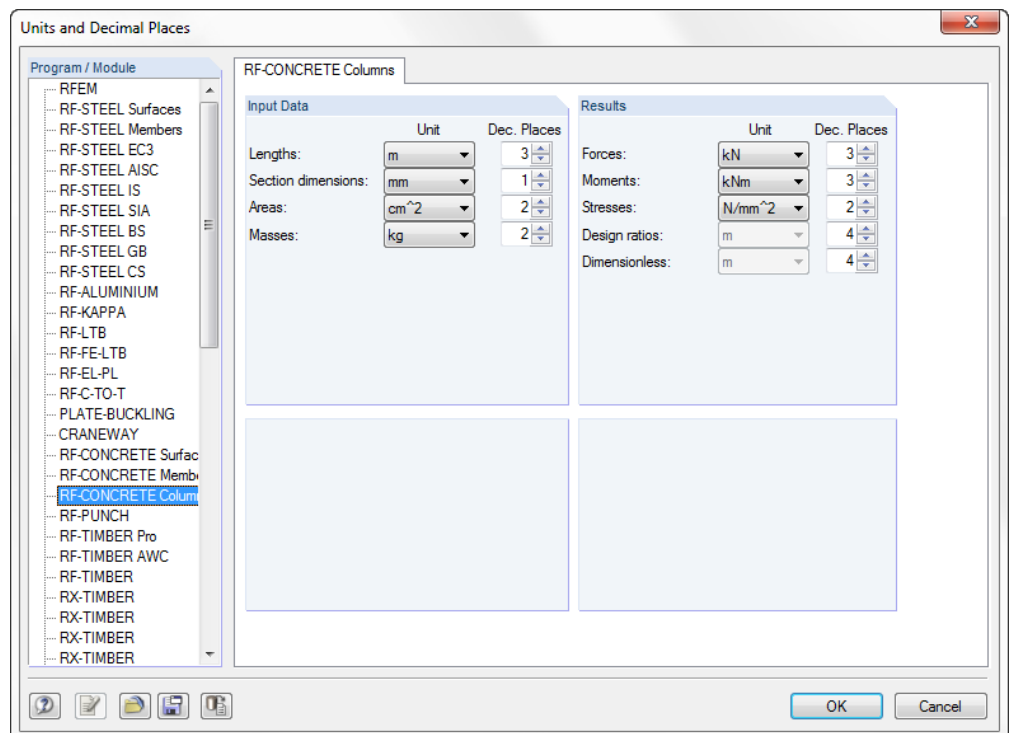 Units and Decimal Places
Program / Module
RFEM
RF-STEEL Surfaces
RF-STEEL Members
RF-STEEL EC3
RF-STEEL AISC
RF-STEEL IS
RF-STEEL SIA
RF-STEEL BS
RF-STEEL GB
RF-STEEL CS
RF-ALUMINIUM
RF-KAPPA
RF-LTB
RF-FE-LTB
RF-EL-PL
RF-C-TO-T
PLATE-BUCKLING
CRANEWAY
RF-CONCRETE Surfac
RF-CONCRETE Membe
RF-CONCRETE Colum
RF-PUNCH
RF-TIMBER Pro
RF-TIMBER AWC
RF-TIMBER
RX-TIMBER
RX-TIMBER
RX-TIMBER
RX-TIMBER
RF-CONCRETE Columns
Input Data
Unit Dec. Places
Lengths: m 3
Section dimensions: mm 1
Areas: cm^2 2
Masses: kg 2
Results
Unit Dec. Places
Forces: kN 3
Moments: kNm 3
Stresses: N/mm^2 2
Design ratios: m 4
Dimensionless: m 4
OK Cancel